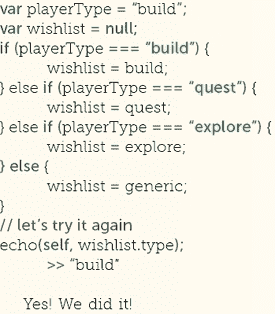 var playerType = “build”;
var wishlist = null;
if (playerType === “build”) {
wishlist = build;
} else if (playerType === “quest”) {
wishlist = quest;
} else if (playerType === “explore”) {
wishlist = explore;
} else {
wishlist = generic;
}
// let’s try it again
echo(self, wishlist.type);
>> “build”
Yes! We did it!